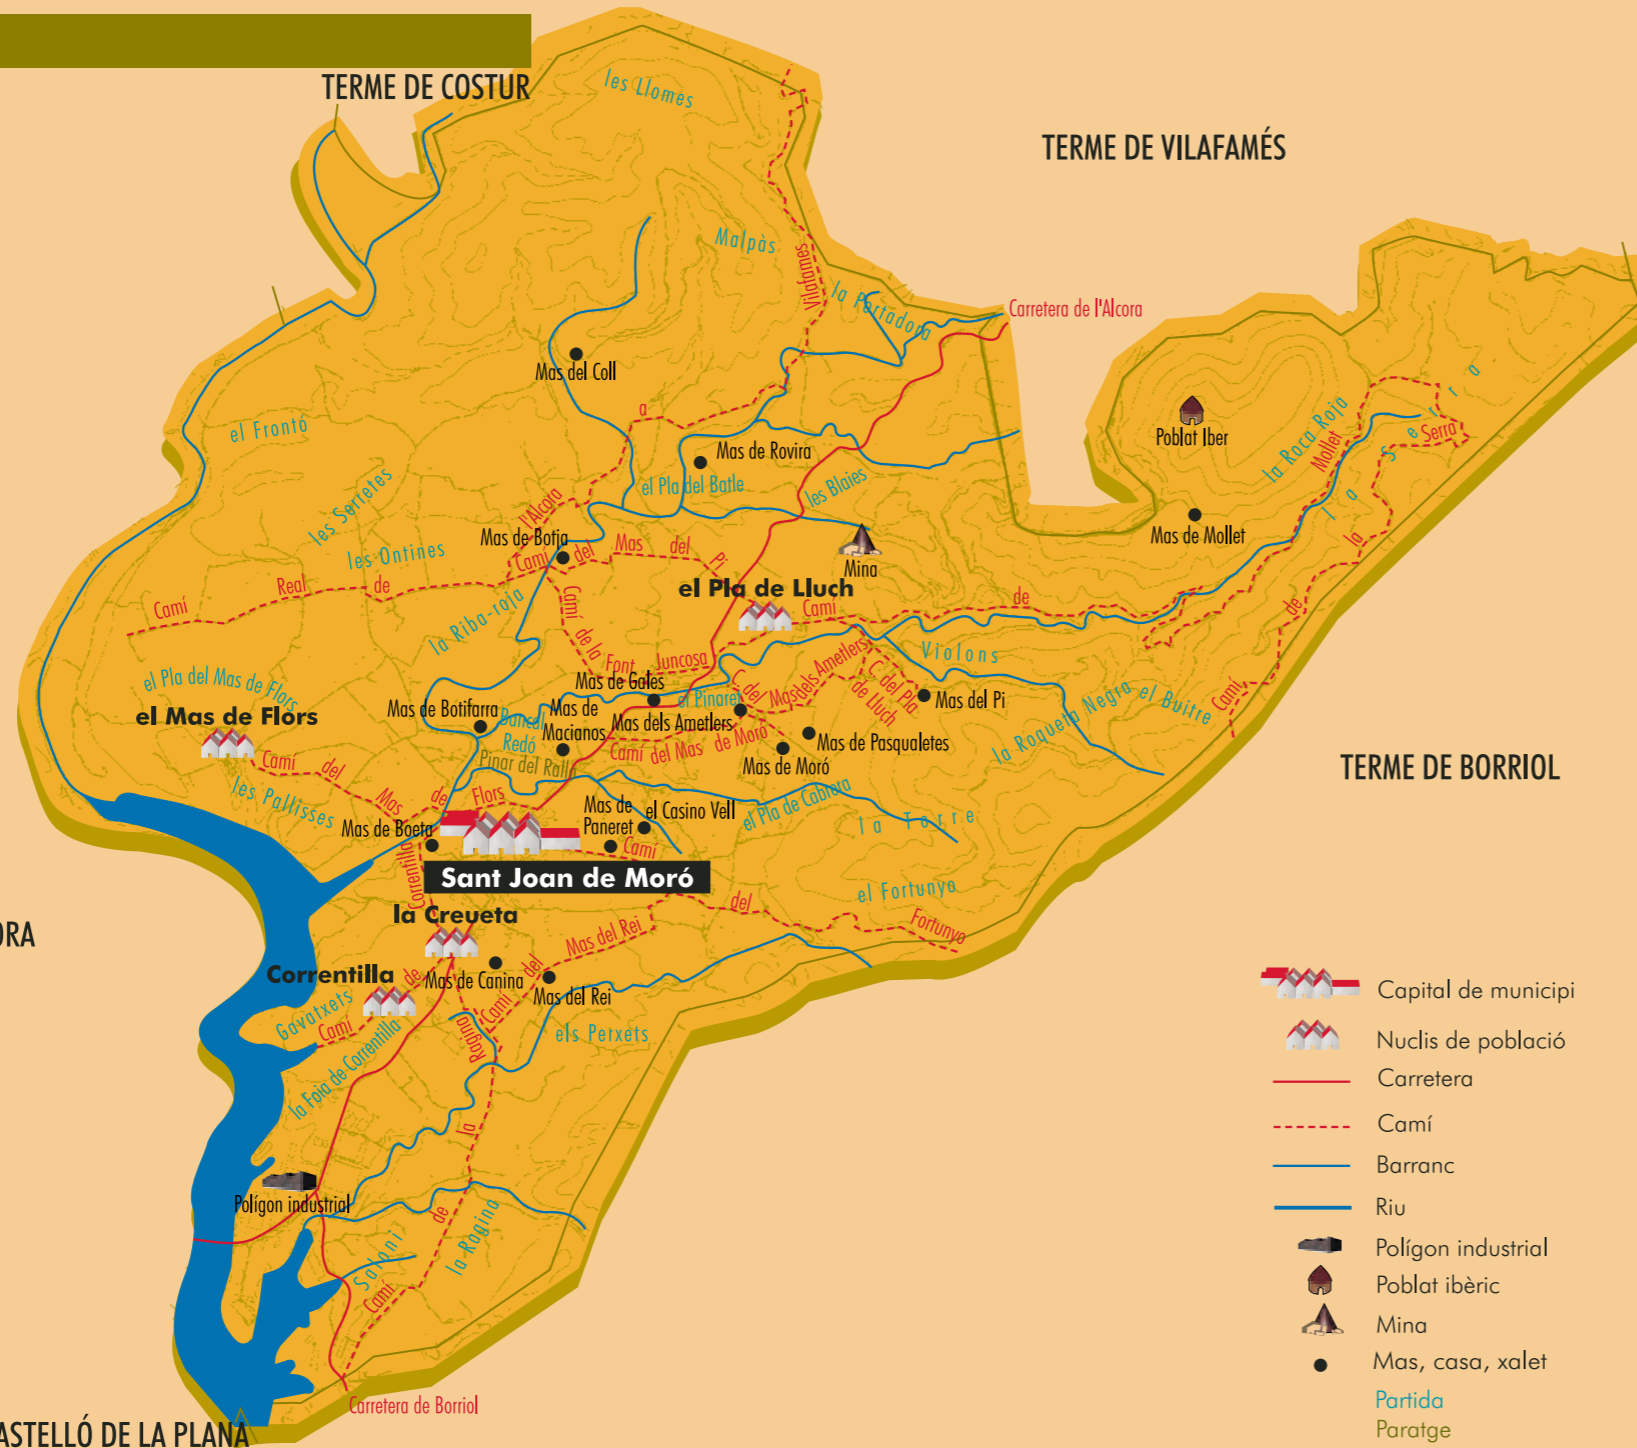 TERME DE COSTUR
les Llomes
TERME DE VILAFAMÉS
Malpàs
Vilafamés
la Portadora
Carretera de l'Alcora
Mas del Coll
a
la Serra
Poblat Iber
la Roca Roja
Mollet
Serra
el Frontó
Mas de Rovira
el Pla del Batle
les Blaies
les Serretes
l'Alcora
Mas de Botja
les Ontines
Camí del Mas del Pi
Mina
Mas de Mollet
la
de
Camí
Camí Real de
el Pla de Lluch
Camí de
la Riba-roja
Camí de la Font Juncosa
Violons
el Pla del Mas de Flors
el Mas de Flors
Mas de Gales
el Pinaret
C. del Mas dels Ametlers
C. del Pla
de Lluch
Mas del Pi
la Roqueta Negra
el Buitre
Mas de Botifarra
Bancal
Redó
Mas de
Macianos
Mas dels Ametlers
Pinar del Ralla
Camí del Mas de Moró
Mas de Pasqualetes
Mas de Moró
TERME DE BORRIOL
Camí del Mas de Flors
les Pallisses
Mas de Boeta
Mas de
Paneret
el Casino Vell
el Pla de Cabrera
la Torre
Camí
Correntilla
Sant Joan de Moró
el Fortunyo
del
Fortunyo
la Creueta
ORA
Correntilla
de
Mas de Canina
Camí del Mas del Rei
Mas del Rei
Gavatxets
Camí
la Foia de Correntilla
Ragina
els Perxets
la
Polígon industrial
de
la Ragina
Saloni
Camí
Carretera de Borriol
ASTELLÓ DE LA PLANA
Capital de municipi
Nuclis de població
Carretera
Camí
Barranc
Riu
Polígon industrial
Poblat ibèric
Mina
Mas, casa, xalet
Partida
Paratge